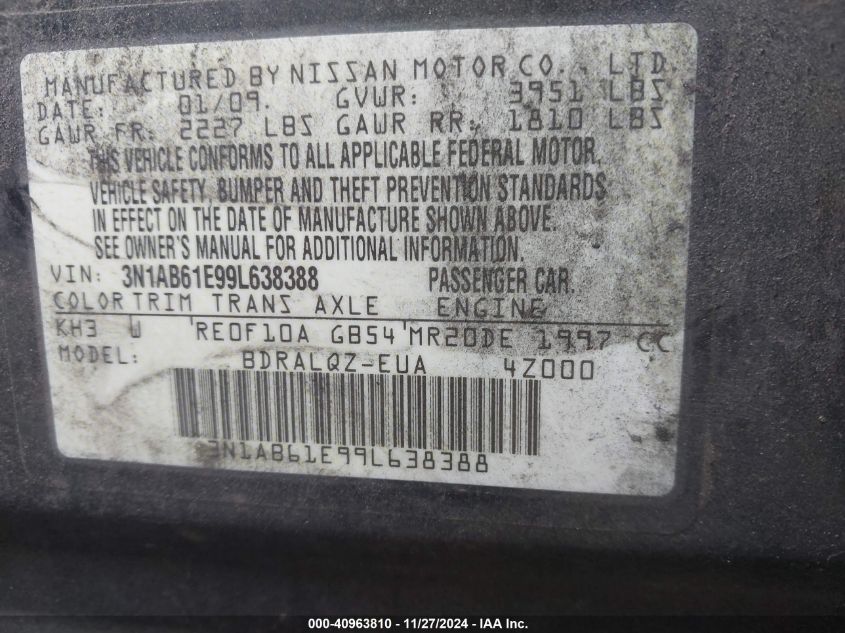 MANUFACTURED BY NISSAN MOTOR CO., LTD.
DATE: 01/09. GVWR: 3951 LBS
GAWR FR: 2227 LBS GAWR RR: 1810 LBS
THIS VEHICLE CONFORMS TO ALL APPLICABLE FEDERAL MOTOR
VEHICLE SAFETY, BUMPER AND THEFT PREVENTION STANDARDS
IN EFFECT ON THE DATE OF MANUFACTURE SHOWN ABOVE.
SEE OWNER'S MANUAL FOR ADDITIONAL INFORMATION.
VIN: 3N1AB61E99L638388 PASSENGER CAR.
COLOR TRIM TRANS AXLE ENGINE
KH3 W RE0F10A GB54 MR20DE 1997 CC
MODEL: BDRALQZ-EUA 4Z000
3N1AB61E99L638388
000-40963810 - 11/27/2024 - IAA Inc.